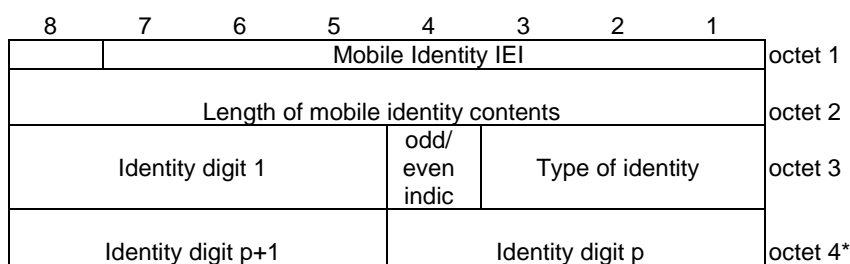 8 7 6 5 4 3 2 1
Mobile Identity IEI octet 1
Length of mobile identity contents octet 2
odd/
Identity digit 1 even Type of identity octet 3
indic
Identity digit p+1 Identity digit p octet 4*